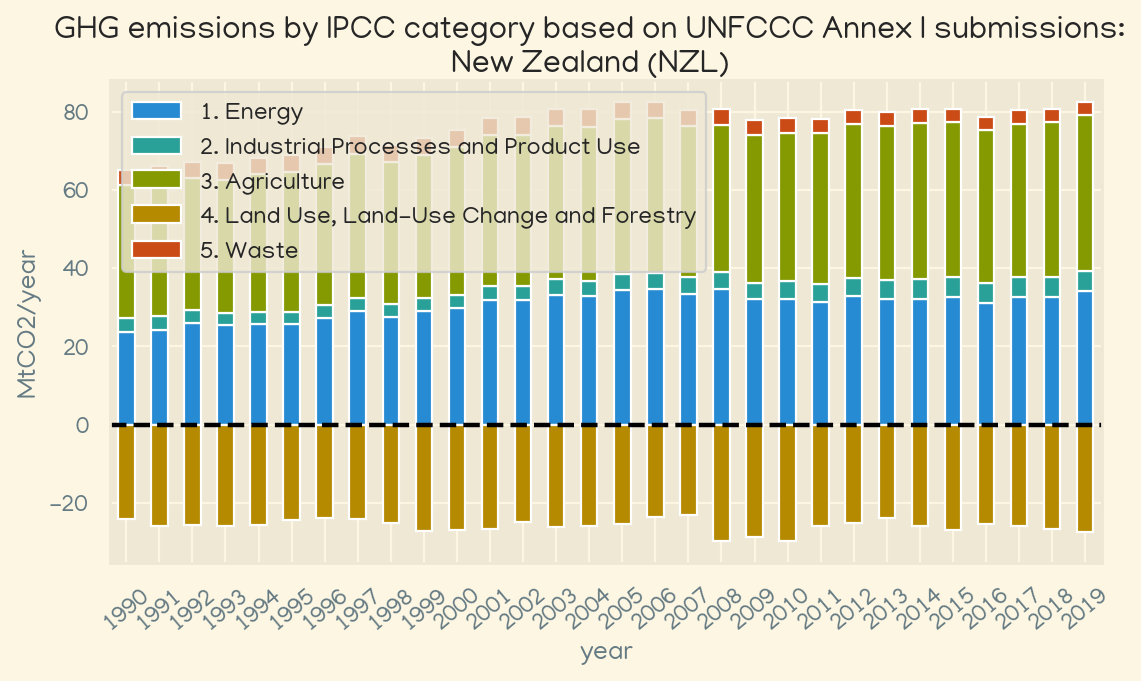 GHG emissions by IPCC category based on UNFCCC Annex I submissions:
New Zealand (NZL)
1. Energy
2. Industrial Processes and Product Use
3. Agriculture
4. Land Use, Land-Use Change and Forestry
5. Waste
MtCO2/year
80
60
40
20
0
−20
1990 1991 1992 1993 1994 1995 1996 1997 1998 1999 2000 2001 2002 2003 2004 2005 2006 2007 2008 2009 2010 2011 2012 2013 2014 2015 2016 2017 2018 2019
year